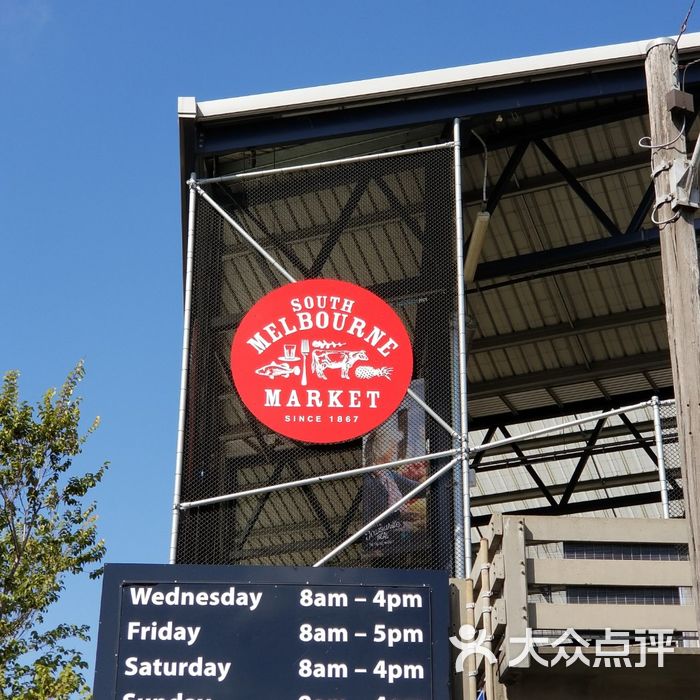 SOUTH
MELBOURNE
MARKET
SINCE 1867
Wednesday 8am – 4pm
Friday 8am – 5pm
Saturday 8am – 4pm
大众点评